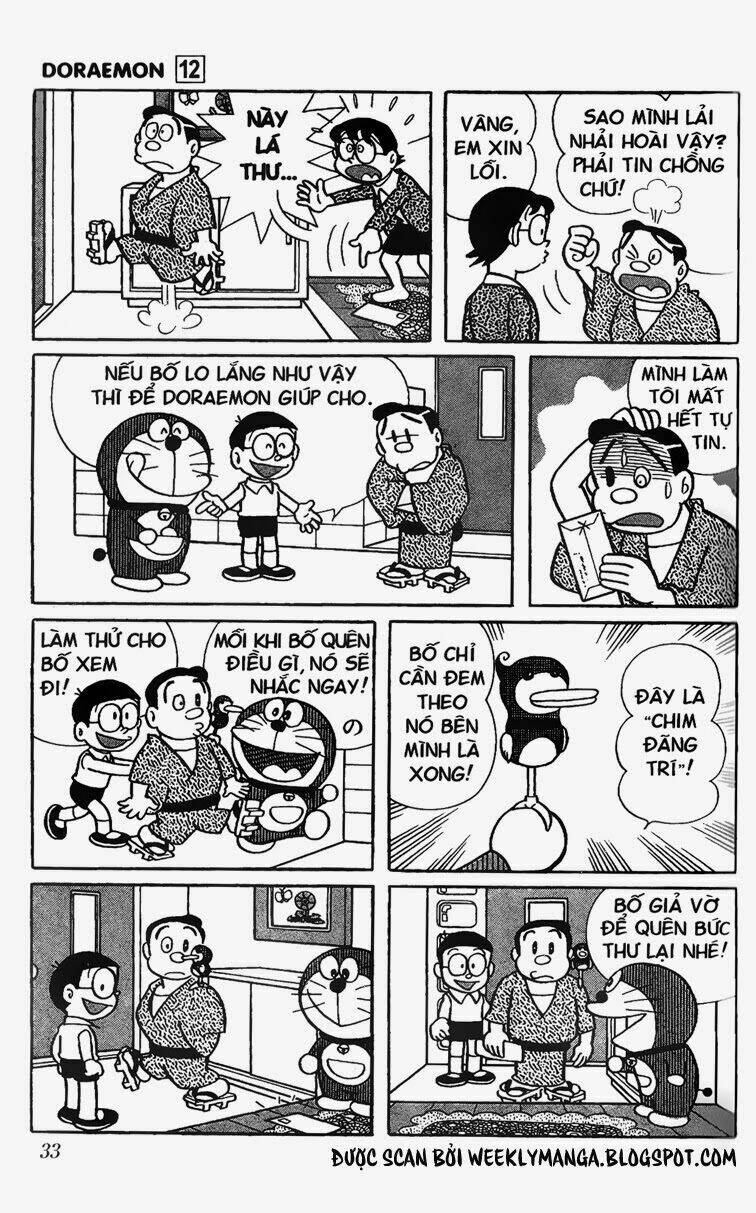 DORAEMON 12
NÀY
LÁ
THƯ...
VÂNG,
EM XIN
LỖI.
SAO MÌNH LẢI
NHẢI HOÀI VẬY?
PHẢI TIN CHỒNG
CHỨ!
NẾU BỐ LO LẮNG NHƯ VẬY
THÌ ĐỂ DORAEMON GIÚP CHO.
MÌNH LÀM
TÔI MẤT
HẾT TỰ
TIN.
LÀM THỬ CHO
BỐ XEM
ĐI!
MỖI KHI BỐ QUÊN
ĐIỀU GÌ, NÓ SẼ
NHẮC NGAY!
の
BỐ CHỈ
CẦN ĐEM
THEO
NÓ BÊN
MÌNH LÀ
XONG!
ĐÂY LÀ
"CHIM
ĐÃNG
TRÍ"!
BỐ GIẢ VỜ
ĐỂ QUÊN BỨC
THƯ LẠI NHÉ!
33
ĐƯỢC SCAN BỞI WEEKLYMANGA.BLOGSPOT.COM